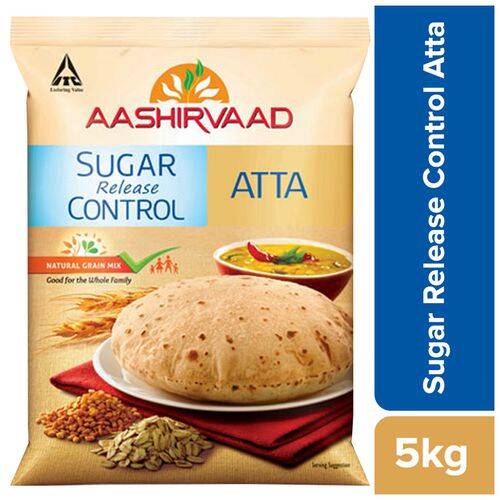 ITC
Enduring Value
AASHIRVAAD
SUGAR
Release
CONTROL
ATTA
NATURAL GRAIN MIX
Good for the Whole Family
Serving Suggestion
Sugar Release Control Atta
5kg